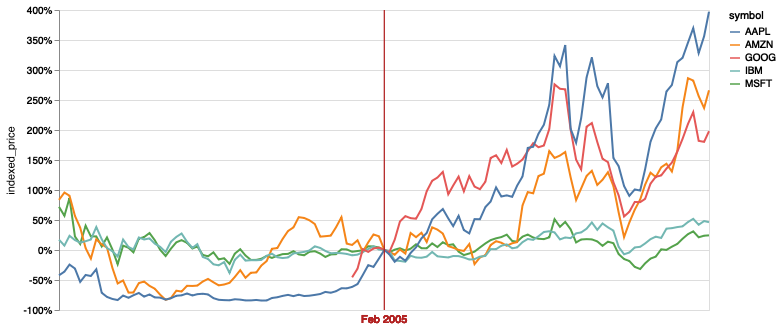 symbol
AAPL
AMZN
GOOG
IBM
MSFT
indexed_price
400%
350%
300%
250%
200%
150%
100%
50%
0%
-50%
-100%
Feb 2005